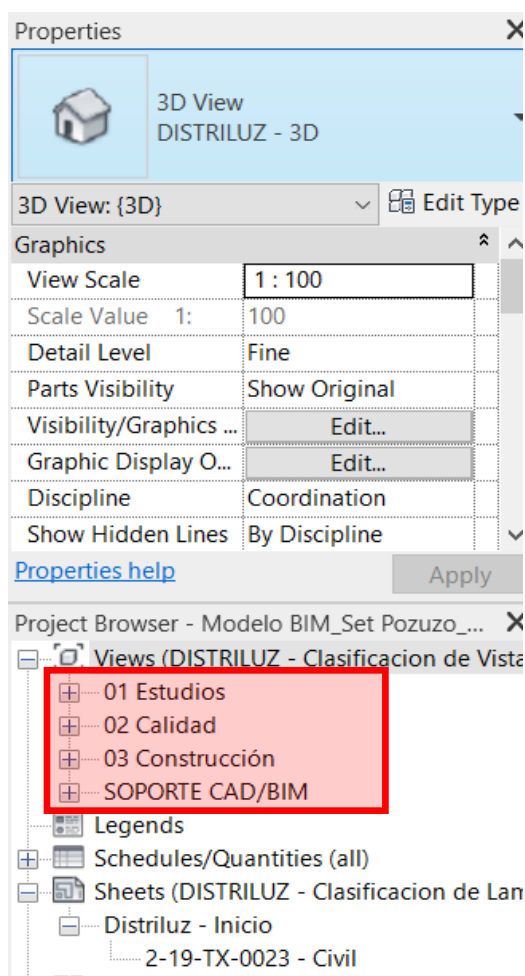 Properties
3D View
DISTRILUZ - 3D
3D View: {3D} Edit Type
Graphics
View Scale 1 : 100
Scale Value 1: 100
Detail Level Fine
Parts Visibility Show Original
Visibility/Graphics ... Edit...
Graphic Display O... Edit...
Discipline Coordination
Show Hidden Lines By Discipline
Properties help Apply
Project Browser - Modelo BIM_Set Pozuzo_...
Views (DISTRILUZ - Clasificacion de Vista
01 Estudios
02 Calidad
03 Construcción
SOPORTE CAD/BIM
Legends
Schedules/Quantities (all)
Sheets (DISTRILUZ - Clasificacion de Lam
Distriluz - Inicio
2-19-TX-0023 - Civil